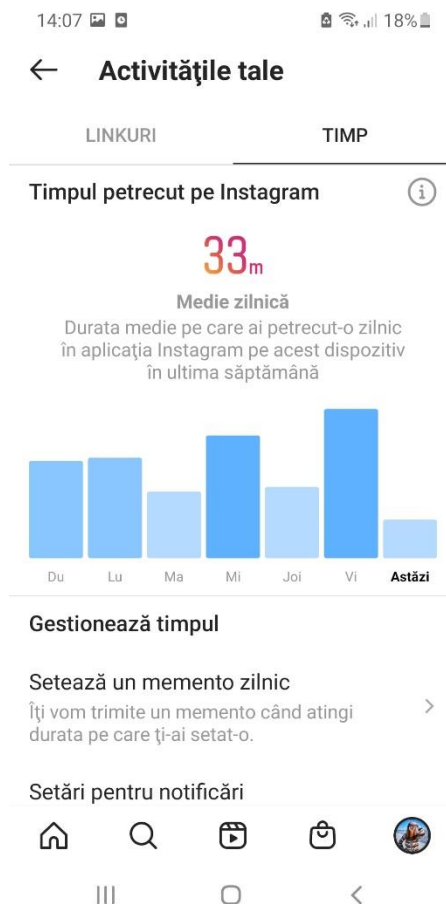 14:07 18%
Activitățile tale
LINKURI TIMP
Timpul petrecut pe Instagram
33m
Medie zilnică
Durata medie pe care ai petrecut-o zilnic
în aplicația Instagram pe acest dispozitiv
în ultima săptămână
Du Lu Ma Mi Joi Vi Astăzi
Gestionează timpul
Setează un memento zilnic
Îți vom trimite un memento când atingi
durata pe care ți-ai setat-o.
Setări pentru notificări